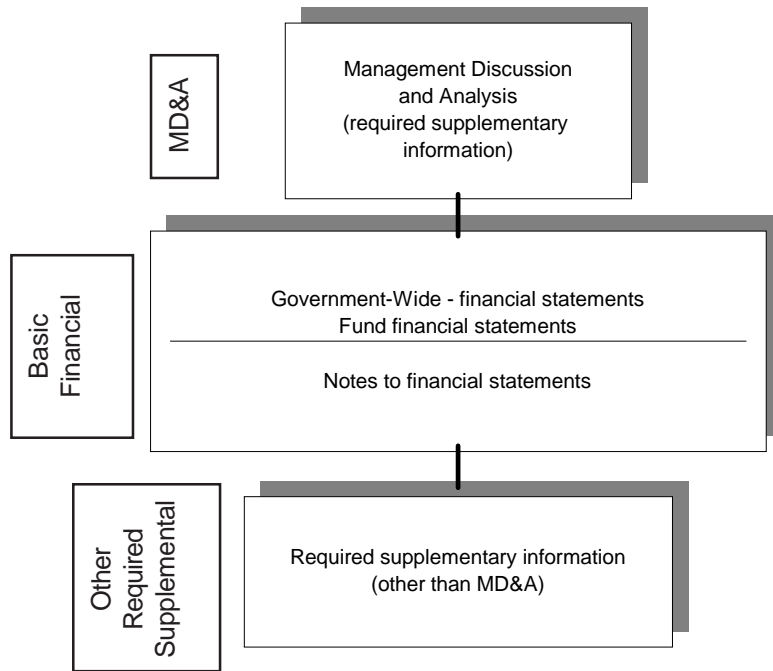 MD&A
Management Discussion
and Analysis
(required supplementary
information)
Basic
Financial
Government-Wide - financial statements
Fund financial statements
Notes to financial statements
Other
Required
Supplemental
Required supplementary information
(other than MD&A)